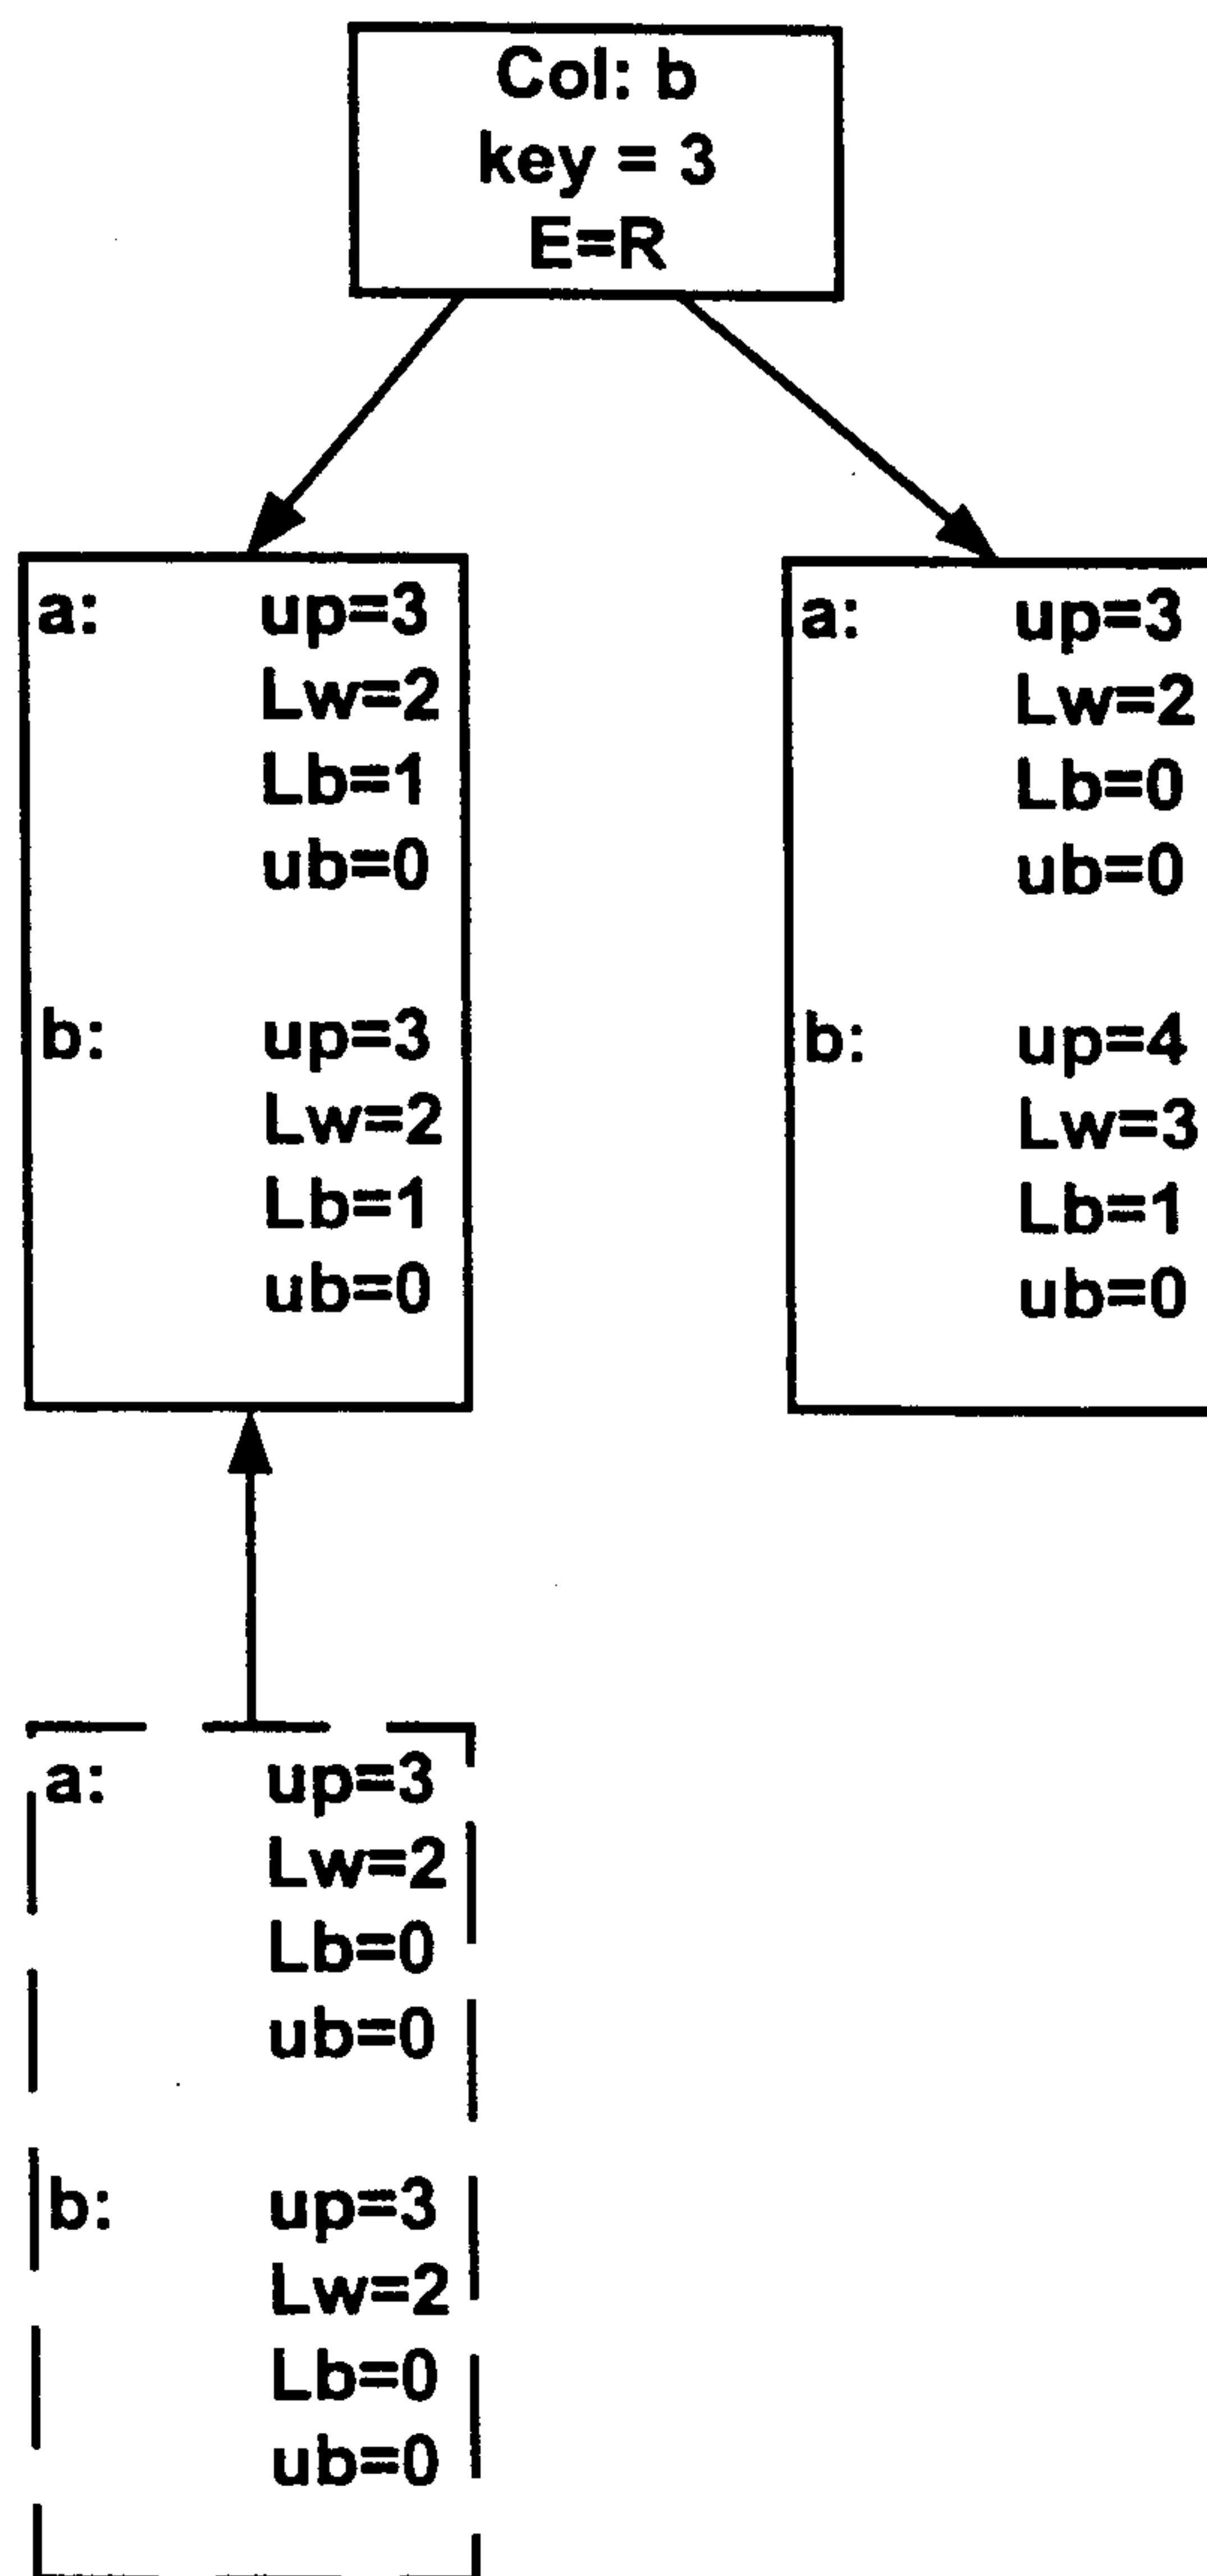 Col: b
key = 3
E=R
a: up=3
Lw=2
Lb=1
ub=0
b: up=3
Lw=2
Lb=1
ub=0
a: up=3
Lw=2
Lb=0
ub=0
b: up=4
Lw=3
Lb=1
ub=0
a: up=3
Lw=2
Lb=0
ub=0
b: up=3
Lw=2
Lb=0
ub=0